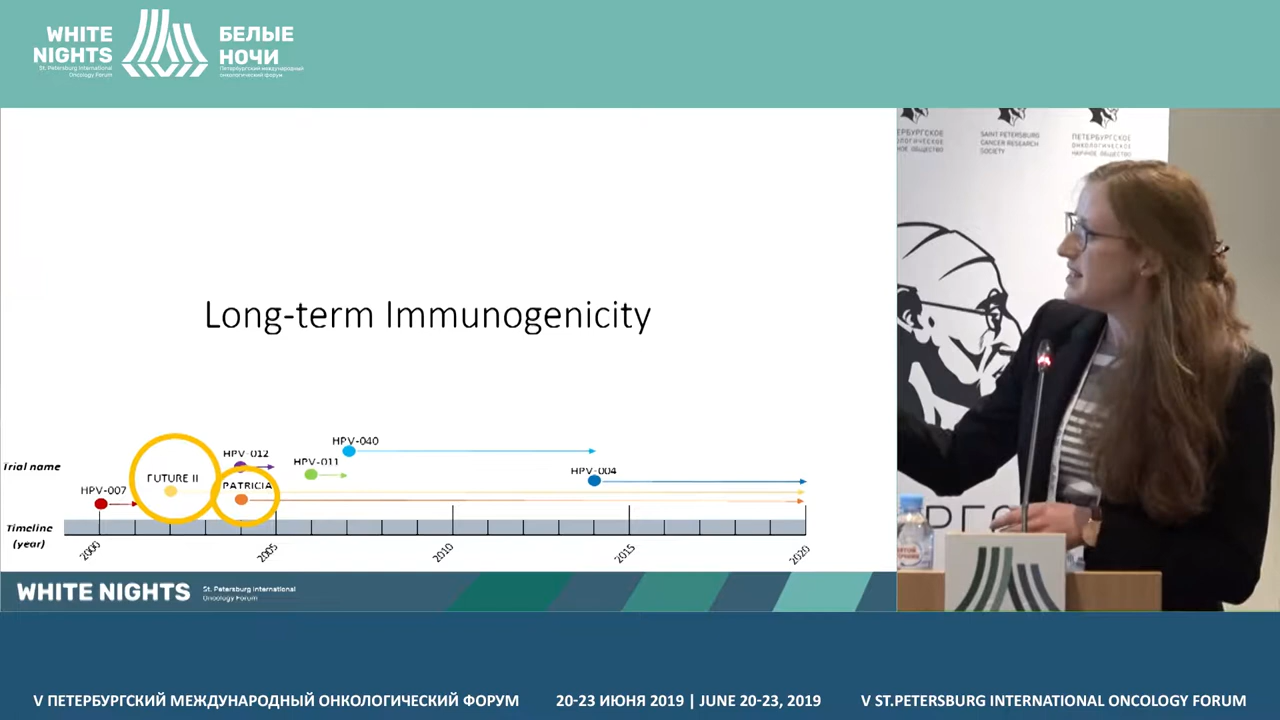 WHITE
NIGHTS
St. Petersburg International
Oncology Forum
БЕЛЫЕ
НОЧИ
Петербургский международный
онкологический форум
ПЕТЕРБУРГСКОЕ
SAINT PETERSBURG
CANCER RESEARCH
SOCIETY
ПЕТЕРБУРГСКОЕ
ОНКОЛОГИЧЕСКОЕ
НАУЧНОЕ ОБЩЕСТВО
Long-term Immunogenicity
Trial name
HPV-007
FUTURE II
HPV-012
PATRICIA
HPV-011
HPV-040
HPV-004
Timeline
(year)
2000
2005
2010
2015
2020
WHITE NIGHTS
St. Petersburg International
Oncology Forum
V ПЕТЕРБУРГСКИЙ МЕЖДУНАРОДНЫЙ ОНКОЛОГИЧЕСКИЙ ФОРУМ
20-23 ИЮНЯ 2019 | JUNE 20-23, 2019
V ST.PETERSBURG INTERNATIONAL ONCOLOGY FORUM